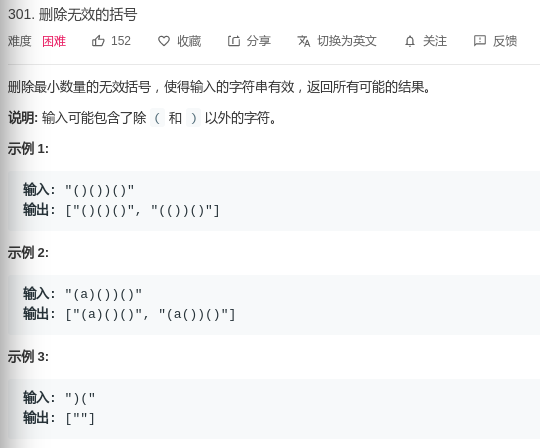 301. 删除无效的括号
难度 困难 152 收藏 分享 切换为英文 关注 反馈
删除最小数量的无效括号，使得输入的字符串有效，返回所有可能的结果。
说明: 输入可能包含了除 ( 和 ) 以外的字符。
示例 1:
输入: "()())()"
输出: ["()()()", "(())()"]
示例 2:
输入: "(a)())()"
输出: ["(a)()()", "(a())()"]
示例 3:
输入: ")("
输出: [""]